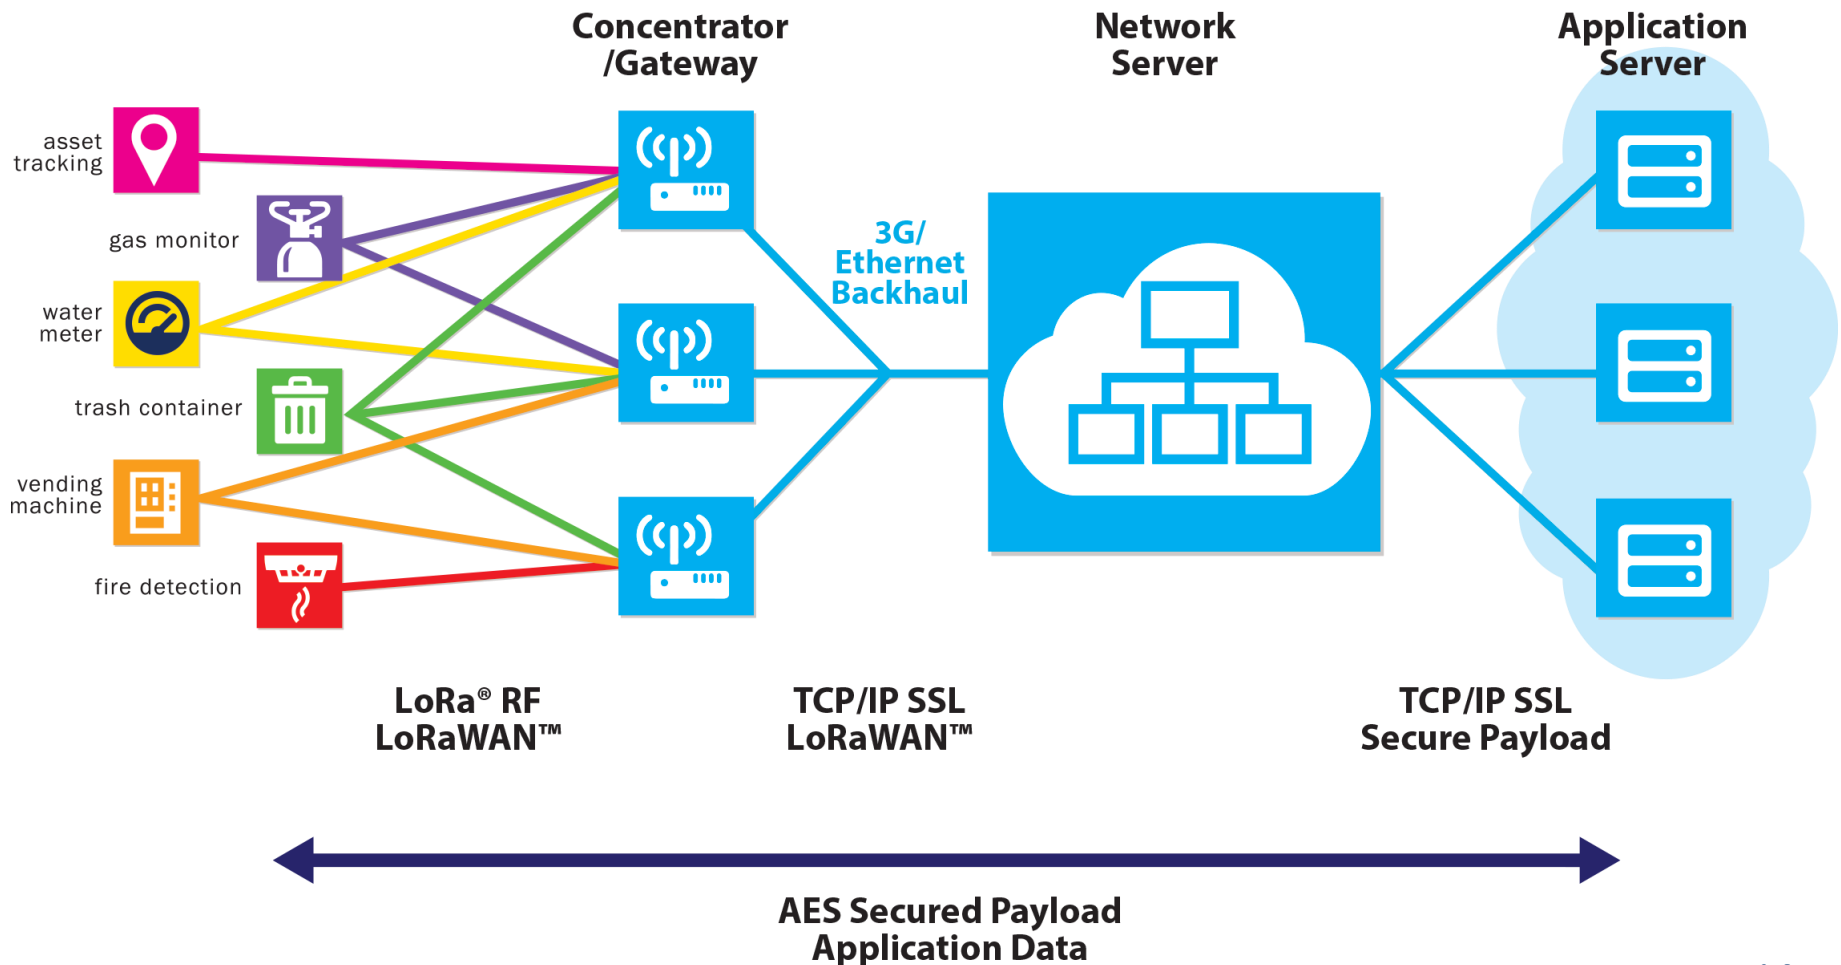 Concentrator
/Gateway
Network
Server
Application
Server
asset
tracking
gas monitor
water
meter
trash container
vending
machine
fire detection
3G/
Ethernet
Backhaul
LoRa® RF
LoRaWAN™
TCP/IP SSL
LoRaWAN™
TCP/IP SSL
Secure Payload
AES Secured Payload
Application Data